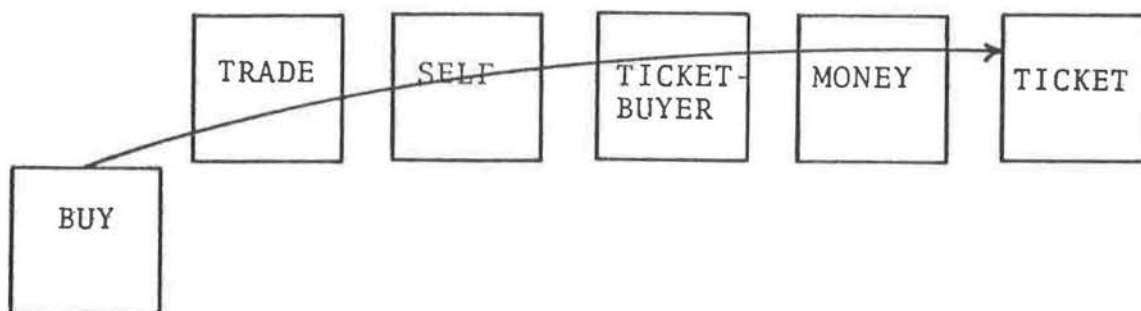 TRADE
SELF
TICKET-
BUYER
MONEY
TICKET
BUY